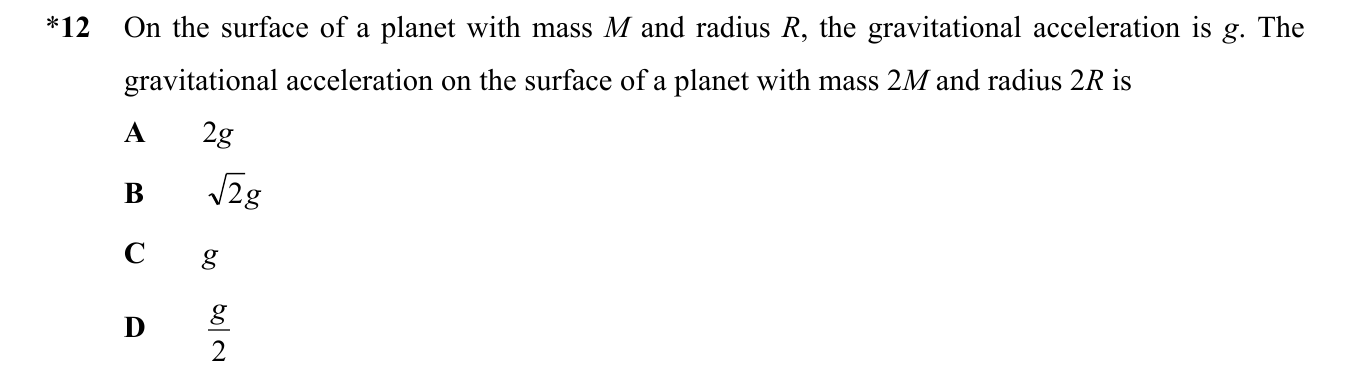 *12 On the surface of a planet with mass M and radius R, the gravitational acceleration is g. The
gravitational acceleration on the surface of a planet with mass 2M and radius 2R is
A 2g
B √2g
C g
D g/2